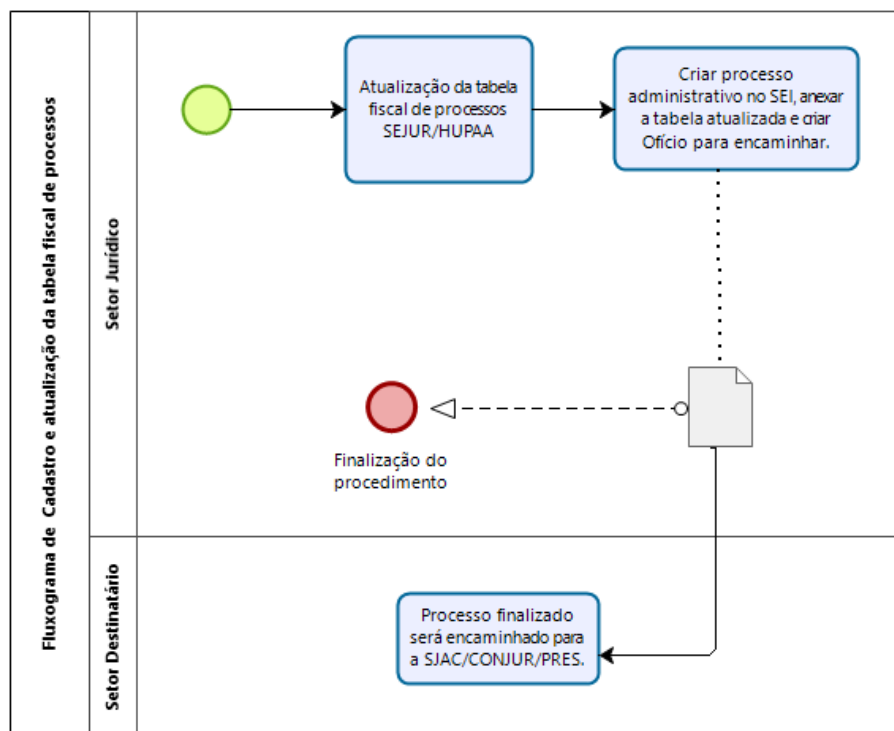 Fluxograma de Cadastro e atualização da tabela fiscal de processos
Setor Jurídico
Atualização da tabela
fiscal de processos
SEJUR/HUPAA
Criar processo
administrativo no SEI, anexar
a tabela atualizada e criar
Ofício para encaminhar.
Finalização do
procedimento
Setor Destinatário
Processo finalizado
será encaminhado para
a SJAC/CONJUR/PRES.